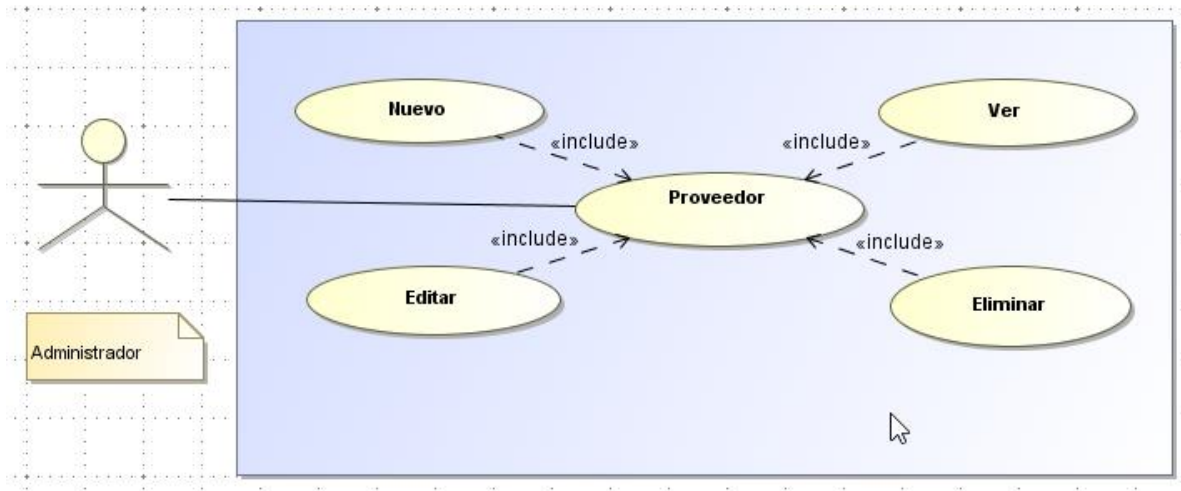 Nuevo
Ver
«include»
«include»
Proveedor
«include»
«include»
Editar
Eliminar
Administrador